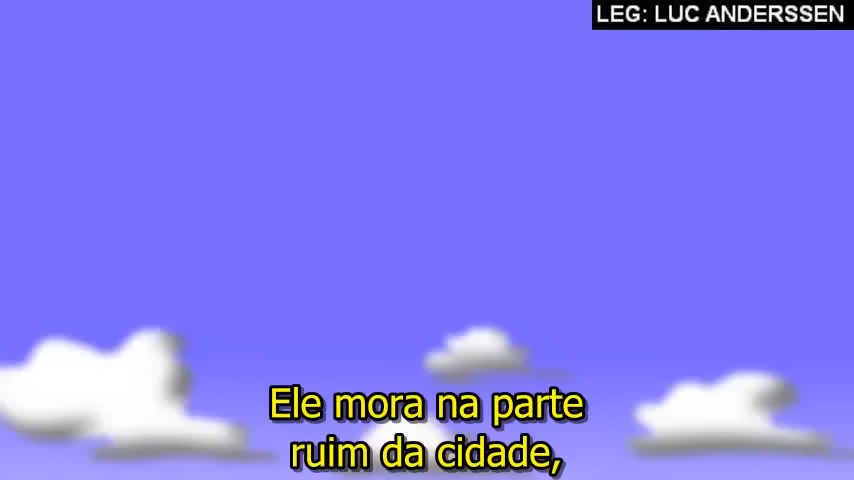 LEG: LUC ANDERSSEN
Ele mora na parte
ruim da cidade,